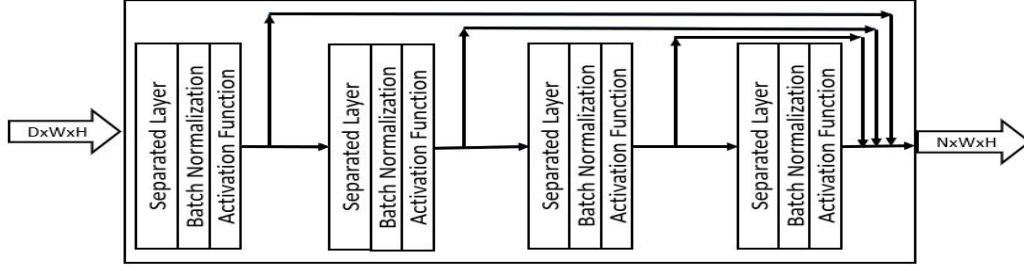 DxWxH
Separated Layer
Batch Normalization
Activation Function
Separated Layer
Batch Normalization
Activation Function
Separated Layer
Batch Normalization
Activation Function
Separated Layer
Batch Normalization
Activation Function
NxWxH